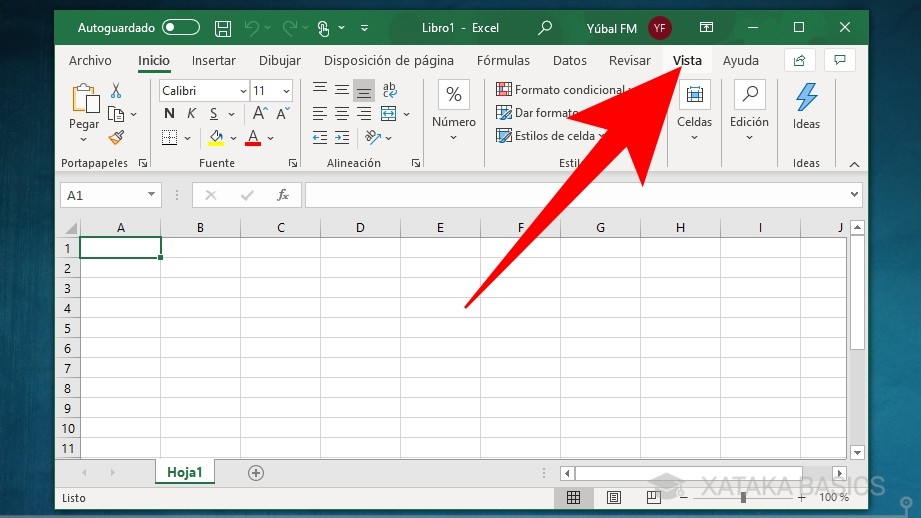 Autoguardado Libro1 - Excel Yúbal FM YF
Archivo Inicio Insertar Dibujar Disposición de página Fórmulas Datos Revisar Vista Ayuda
Calibri 11 ab % Formato condicional
N K S A A Dar formato
Pegar Número Estilos de celda Celdas Edición Ideas
A
Portapapeles Fuente Alineación Estil Ideas
A1 fx
A B C D E F G H I J
1
2
3
4
5
6
7
8
9
10
11
Hoja1
XATAKA BASICS
Listo 100 %